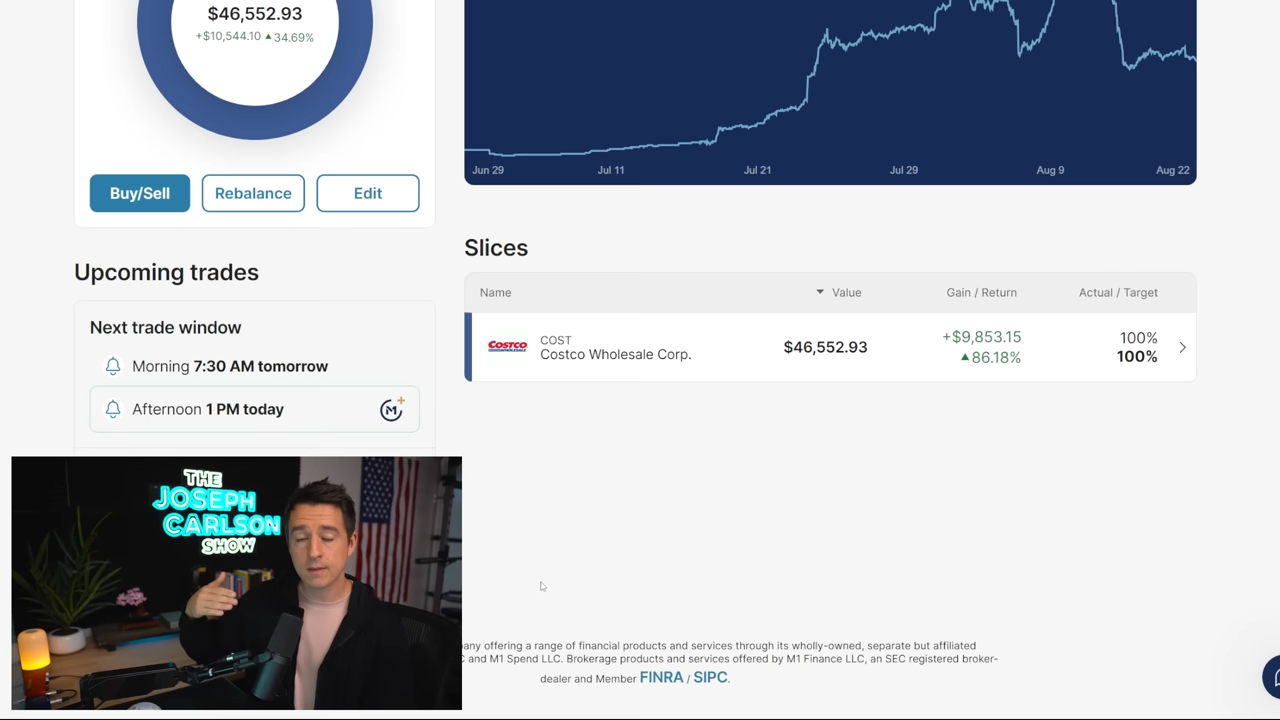 $46,552.93
+$10,544.10 ▲ 34.69%
Buy/Sell
Rebalance
Edit
Jun 29
Jul 11
Jul 21
Jul 29
Aug 9
Aug 22
Upcoming trades
Next trade window
Morning 7:30 AM tomorrow
Afternoon 1 PM today
Slices
Name
Value
Gain / Return
Actual / Target
COSTCO
WHOLESALE
COST
Costco Wholesale Corp.
$46,552.93
+$9,853.15
▲86.18%
100%
100%
THE
JOSEPH
CARLSON
SHOW
any offering a range of financial products and services through its wholly-owned, separate but affiliated
C and M1 Spend LLC. Brokerage products and services offered by M1 Finance LLC, an SEC registered broker-
dealer and Member FINRA / SIPC.